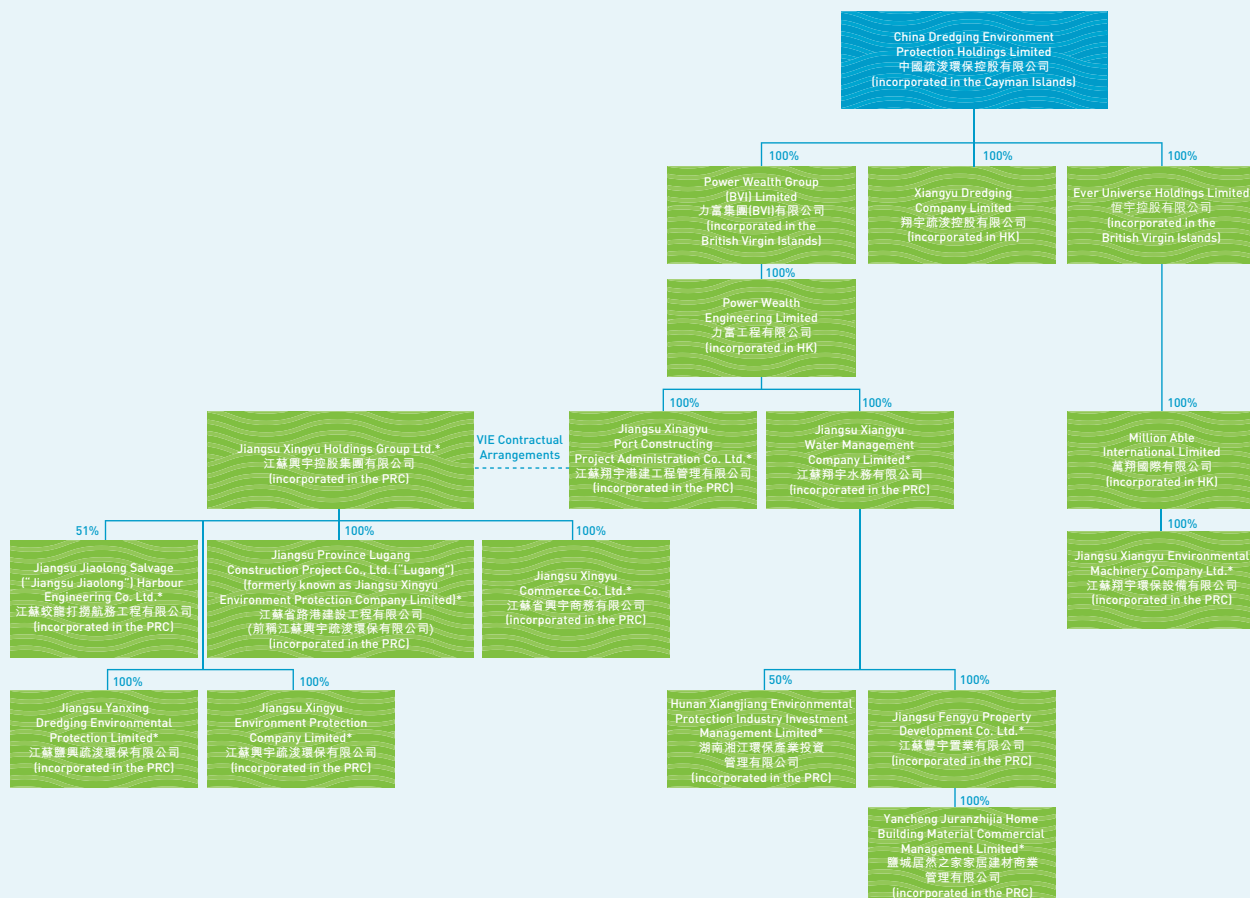 China Dredging Environment
Protection Holdings Limited
中國疏浚環保控股有限公司
(incorporated in the Cayman Islands)
100%
100%
100%
Power Wealth Group
(BVI) Limited
力富集團(BVI)有限公司
(incorporated in the
British Virgin Islands)
Xiangyu Dredging
Company Limited
翔宇疏浚控股有限公司
(incorporated in HK)
Ever Universe Holdings Limited
恆宇控股有限公司
(incorporated in the
British Virgin Islands)
100%
Power Wealth
Engineering Limited
力富工程有限公司
(incorporated in HK)
100%
100%
100%
Jiangsu Xingyu Holdings Group Ltd.*
江蘇興宇控股集團有限公司
(incorporated in the PRC)
VIE Contractual
Arrangements
Jiangsu Xinagyu
Port Constructing
Project Administration Co. Ltd.*
江蘇翔宇港建工程管理有限公司
(incorporated in the PRC)
Jiangsu Xiangyu
Water Management
Company Limited*
江蘇翔宇水務有限公司
(incorporated in the PRC)
Million Able
International Limited
萬翔國際有限公司
(incorporated in HK)
51%
100%
100%
100%
Jiangsu Jiaolong Salvage
("Jiangsu Jiaolong") Harbour
Engineering Co. Ltd.*
江蘇蛟龍打撈航務工程有限公司
(incorporated in the PRC)
Jiangsu Province Lugang
Construction Project Co., Ltd. ("Lugang")
(formerly known as Jiangsu Xingyu
Environment Protection Company Limited)*
江蘇省路港建設工程有限公司
(前稱江蘇興宇疏浚環保有限公司)
(incorporated in the PRC)
Jiangsu Xingyu
Commerce Co. Ltd.*
江蘇省興宇商務有限公司
(incorporated in the PRC)
Jiangsu Xiangyu Environmental
Machinery Company Ltd.*
江蘇翔宇環保設備有限公司
(incorporated in the PRC)
100%
100%
50%
100%
Jiangsu Yanxing
Dredging Environmental
Protection Limited*
江蘇鹽興疏浚環保有限公司
(incorporated in the PRC)
Jiangsu Xingyu
Environment Protection
Company Limited*
江蘇興宇疏浚環保有限公司
(incorporated in the PRC)
Hunan Xiangjiang Environmental
Protection Industry Investment
Management Limited*
湖南湘江環保產業投資
管理有限公司
(incorporated in the PRC)
Jiangsu Fengyu Property
Development Co. Ltd.*
江蘇豐宇置業有限公司
(incorporated in the PRC)
100%
Yancheng Juranzhijia Home
Building Material Commercial
Management Limited*
鹽城居然之家家居建材商業
管理有限公司
(incorporated in the PRC)